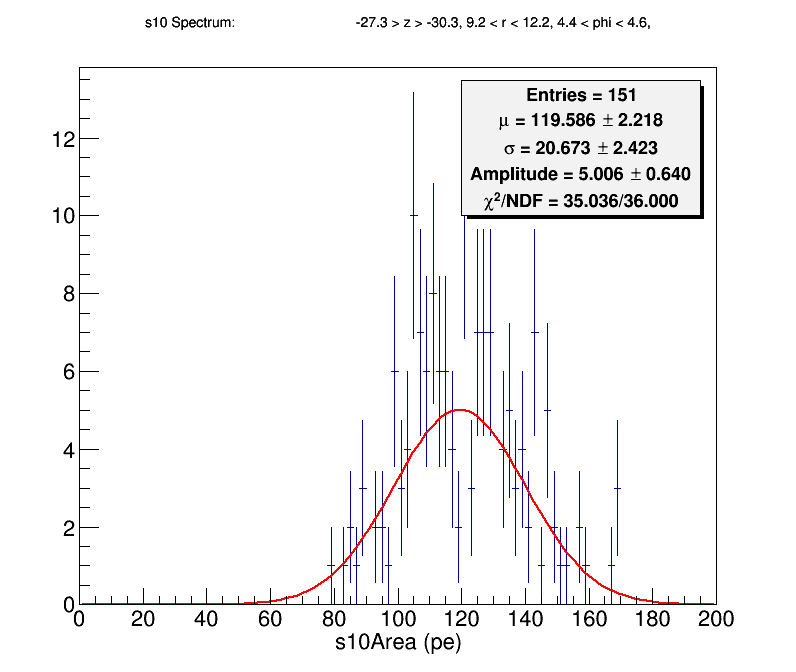 s10 Spectrum: -27.3 > z > -30.3, 9.2 < r < 12.2, 4.4 < phi < 4.6,
Entries = 151
μ = 119.586 ± 2.218
σ = 20.673 ± 2.423
Amplitude = 5.006 ± 0.640
χ²/NDF = 35.036/36.000
12
10
8
6
4
2
0
0 20 40 60 80 100 120 140 160 180 200
s10Area (pe)